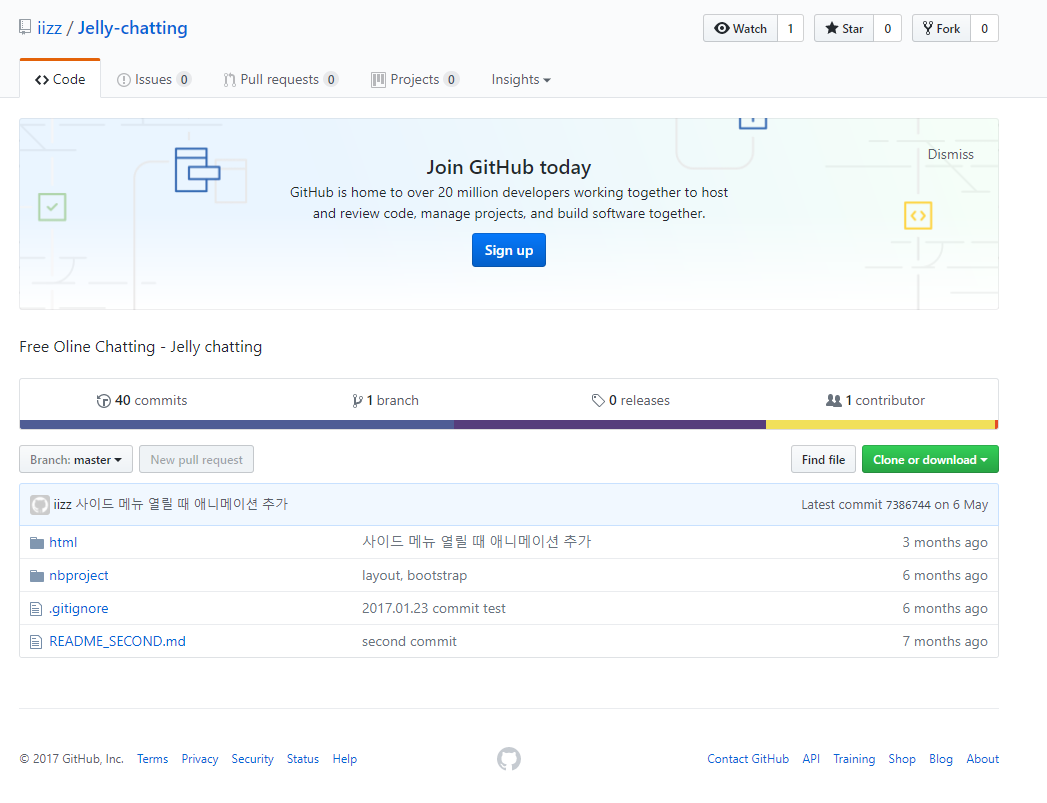 iizz / Jelly-chatting
Watch 1 Star 0 Fork 0
Code Issues 0 Pull requests 0 Projects 0 Insights
Dismiss
Join GitHub today
GitHub is home to over 20 million developers working together to host
and review code, manage projects, and build software together.
Sign up
Free Oline Chatting - Jelly chatting
40 commits 1 branch 0 releases 1 contributor
Branch: master New pull request Find file Clone or download
iizz 사이드 메뉴 열릴 때 애니메이션 추가 Latest commit 7386744 on 6 May
html 사이드 메뉴 열릴 때 애니메이션 추가 3 months ago
nbproject layout, bootstrap 6 months ago
.gitignore 2017.01.23 commit test 6 months ago
README_SECOND.md second commit 7 months ago
© 2017 GitHub, Inc. Terms Privacy Security Status Help Contact GitHub API Training Shop Blog About